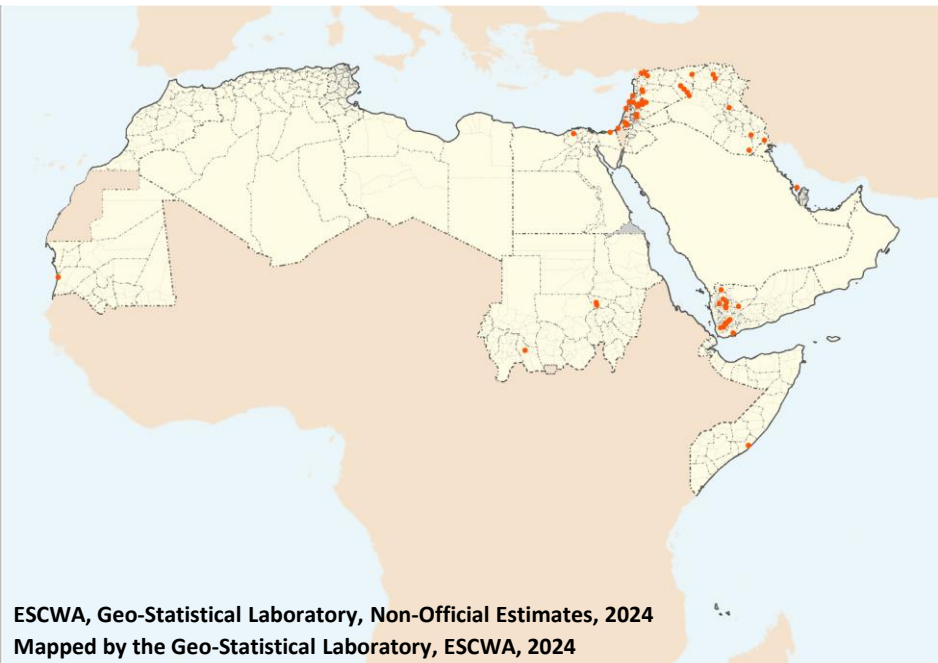 ESCWA, Geo-Statistical Laboratory, Non-Official Estimates, 2024
Mapped by the Geo-Statistical Laboratory, ESCWA, 2024